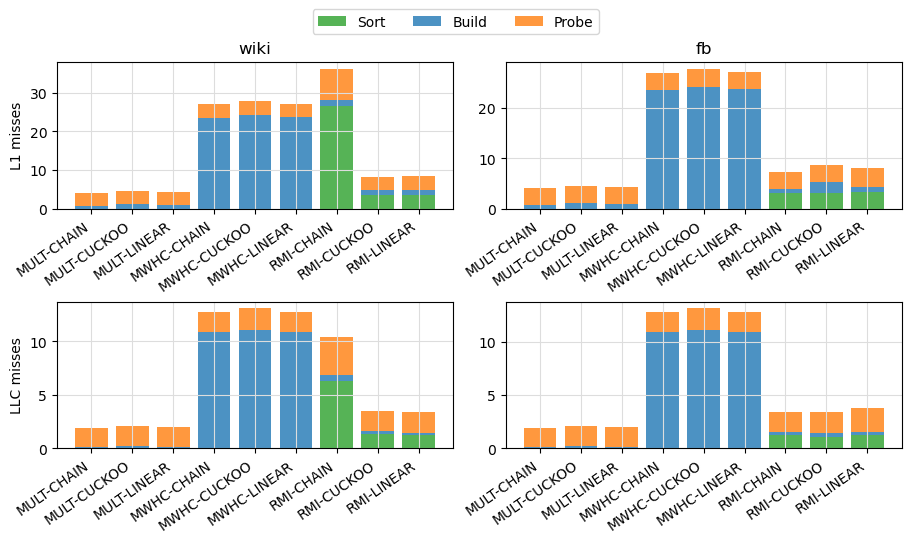 Sort Build Probe
wiki
fb
L1 misses
30
20
10
0
20
10
0
MULT-CHAIN
MULT-CUCKOO
MULT-LINEAR
MWHC-CHAIN
MWHC-CUCKOO
MWHC-LINEAR
RMI-CHAIN
RMI-CUCKOO
RMI-LINEAR
MULT-CHAIN
MULT-CUCKOO
MULT-LINEAR
MWHC-CHAIN
MWHC-CUCKOO
MWHC-LINEAR
RMI-CHAIN
RMI-CUCKOO
RMI-LINEAR
LLC misses
10
5
0
10
5
0
MULT-CHAIN
MULT-CUCKOO
MULT-LINEAR
MWHC-CHAIN
MWHC-CUCKOO
MWHC-LINEAR
RMI-CHAIN
RMI-CUCKOO
RMI-LINEAR
MULT-CHAIN
MULT-CUCKOO
MULT-LINEAR
MWHC-CHAIN
MWHC-CUCKOO
MWHC-LINEAR
RMI-CHAIN
RMI-CUCKOO
RMI-LINEAR